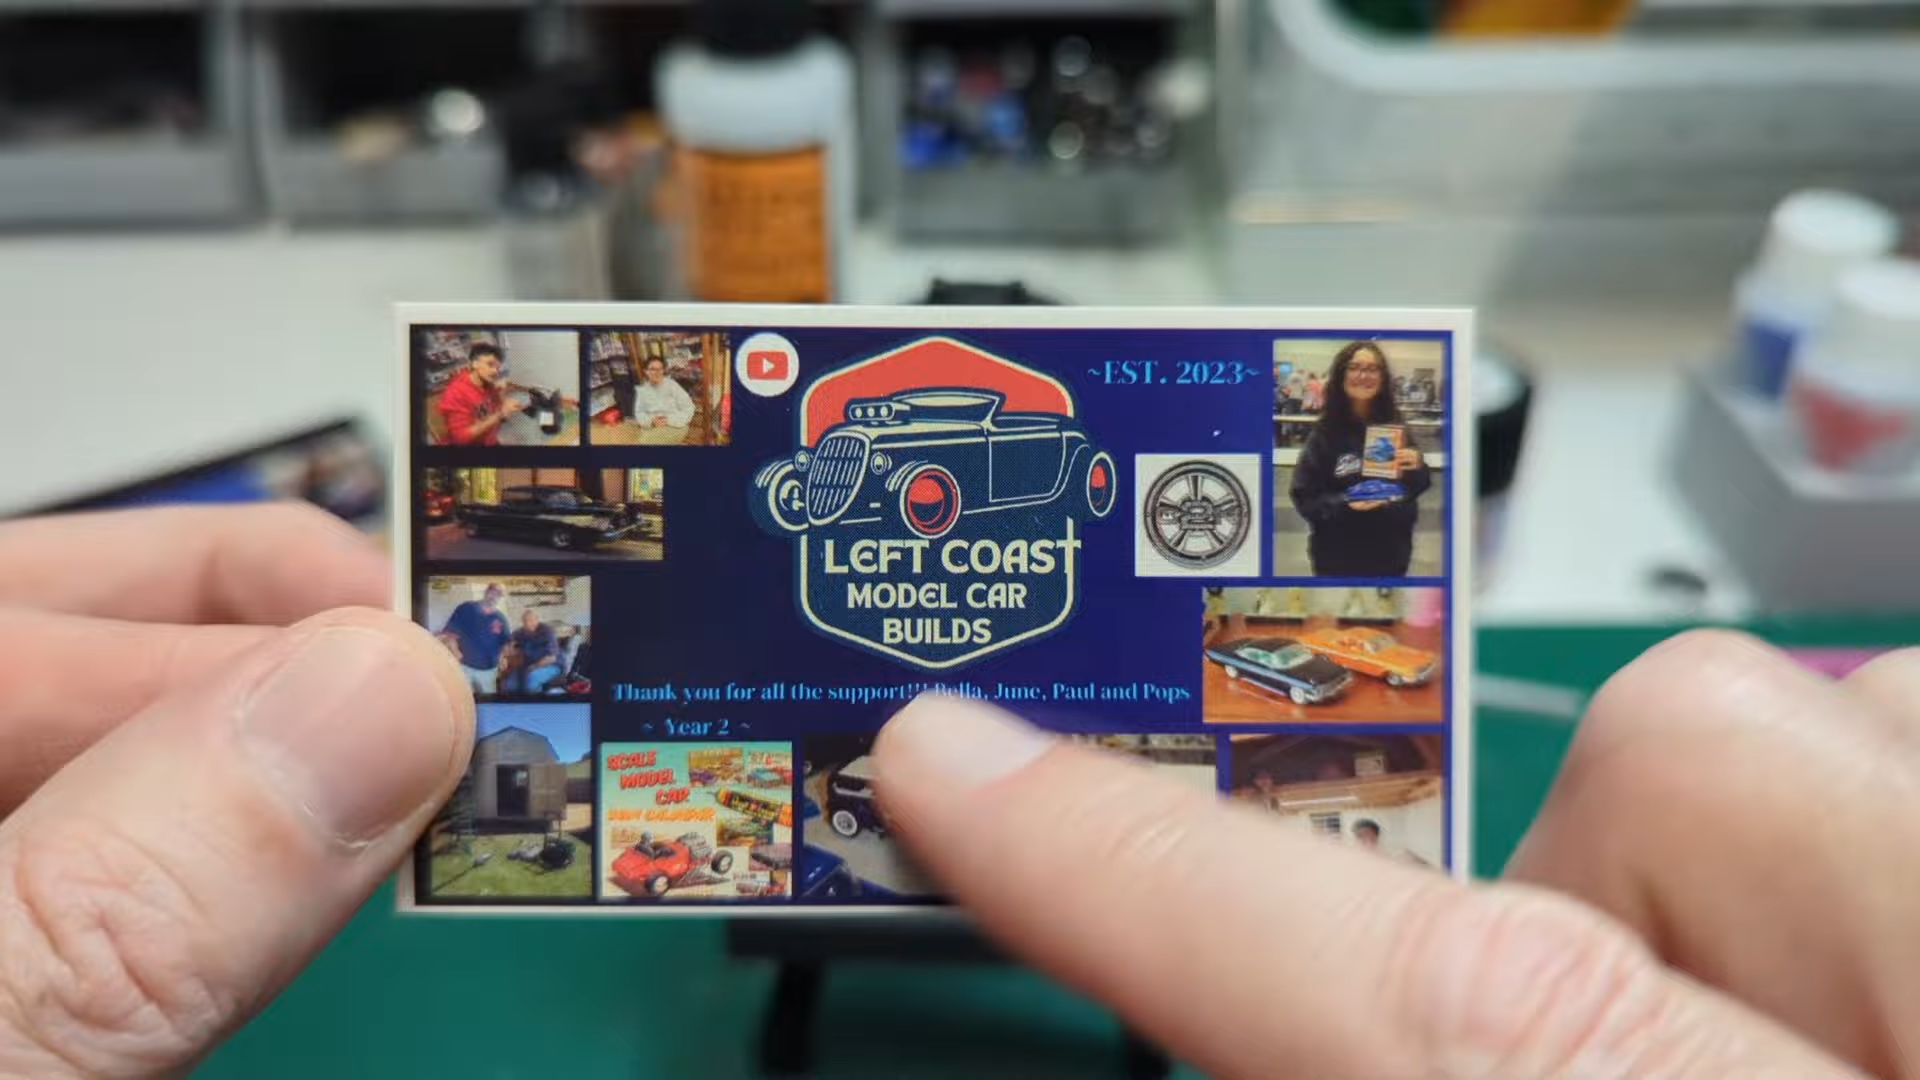 ~EST. 2023~
LEFT COAST
MODEL CAR
BUILDS
Thank you for all the support!!! Bella, June, Paul and Pops
~ Year 2 ~
SCALE
MODEL
CAR